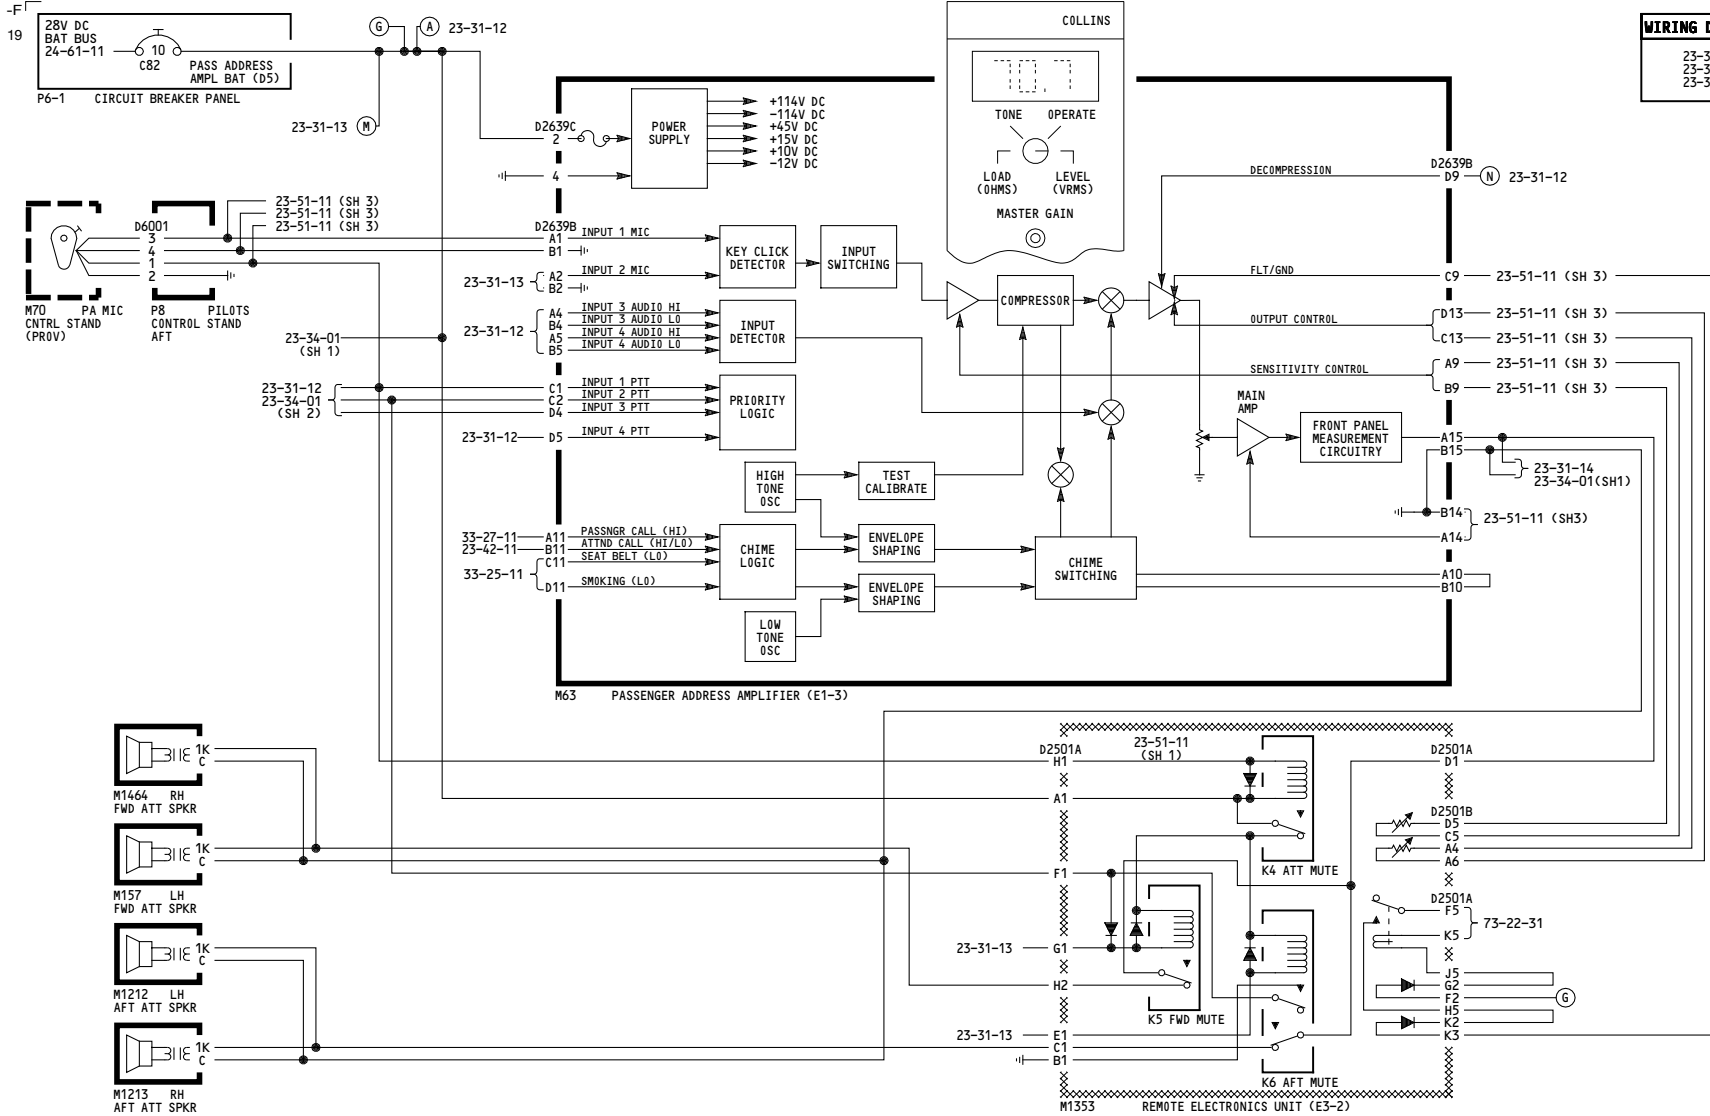 -F
19
28V DC
BAT BUS
24-61-11
10
C82
PASS ADDRESS
AMPL BAT (D5)
P6-1 CIRCUIT BREAKER PANEL
G
A
23-31-12
23-31-13
M
COLLINS
70.7
TONE OPERATE
LOAD
(OHMS)
LEVEL
(VRMS)
MASTER GAIN
WIRING D
23-3
23-3
23-3
D2639C
2
4
POWER
SUPPLY
+114V DC
-114V DC
+45V DC
+15V DC
+10V DC
-12V DC
DECOMPRESSION
D2639B
D9
N
23-31-12
23-51-11 (SH 3)
23-51-11 (SH 3)
23-51-11 (SH 3)
D6001
3
4
1
2
M70 PA MIC
CNTRL STAND
(PROV)
P8 PILOTS
CONTROL STAND
AFT
D2639B
A1 INPUT 1 MIC
B1
23-31-13
A2 INPUT 2 MIC
B2
23-31-12
A4 INPUT 3 AUDIO HI
B4 INPUT 3 AUDIO LO
A5 INPUT 4 AUDIO HI
B5 INPUT 4 AUDIO LO
KEY CLICK
DETECTOR
INPUT
SWITCHING
INPUT
DETECTOR
COMPRESSOR
FLT/GND
C9 23-51-11 (SH 3)
OUTPUT CONTROL
D13 23-51-11 (SH 3)
C13 23-51-11 (SH 3)
SENSITIVITY CONTROL
A9 23-51-11 (SH 3)
B9 23-51-11 (SH 3)
23-34-01
(SH 1)
23-31-12
23-34-01
(SH 2)
C1 INPUT 1 PTT
C2 INPUT 2 PTT
D4 INPUT 3 PTT
23-31-12 D5 INPUT 4 PTT
PRIORITY
LOGIC
MAIN
AMP
FRONT PANEL
MEASUREMENT
CIRCUITRY
A15
B15
23-31-14
23-34-01(SH1)
B14
23-51-11 (SH3)
A14
HIGH
TONE
OSC
TEST
CALIBRATE
33-27-11 A11 PASSNGR CALL (HI)
23-42-11 B11 ATTND CALL (HI/LO)
33-25-11
C11 SEAT BELT (LO)
D11 SMOKING (LO)
CHIME
LOGIC
ENVELOPE
SHAPING
ENVELOPE
SHAPING
CHIME
SWITCHING
A10
B10
LOW
TONE
OSC
M63 PASSENGER ADDRESS AMPLIFIER (E1-3)
1K
C
M1464 RH
FWD ATT SPKR
1K
C
M157 LH
FWD ATT SPKR
1K
C
M1212 LH
AFT ATT SPKR
1K
C
M1213 RH
AFT ATT SPKR
D2501A
H1
23-51-11
(SH 1)
A1
F1
23-31-13 G1
H2
23-31-13 E1
C1
B1
K4 ATT MUTE
K5 FWD MUTE
K6 AFT MUTE
D2501A
D1
D2501B
D5
C5
A4
A6
D2501A
F5
K5
73-22-31
J5
G2
F2
G
H5
K2
K3
M1353 REMOTE ELECTRONICS UNIT (E3-2)